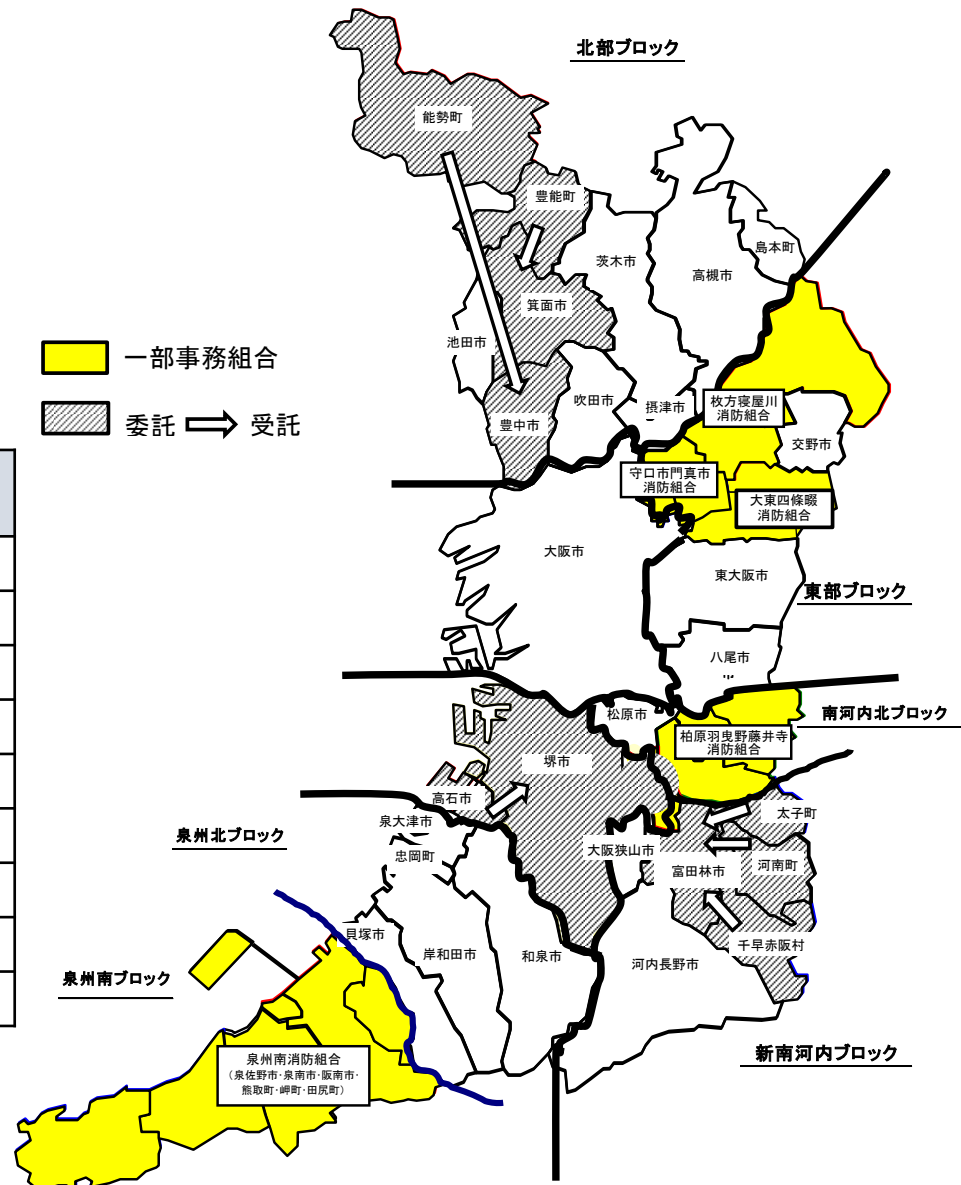 北部ブロック
能勢町
豊能町
茨木市
高槻市
島本町
箕面市
池田市
一部事務組合
吹田市
摂津市
枚方寝屋川
消防組合
豊中市
委託
受託
交野市
守口市門真市
消防組合
大東四條畷
消防組合
大阪市
東大阪市
東部ブロック
八尾市
松原市
南河内北ブロック
柏原羽曳野藤井寺
消防組合
堺市
高石市
太子町
泉大津市
泉州北ブロック
忠岡町
大阪狭山市
富田林市
河南町
貝塚市
岸和田市
和泉市
千早赤阪村
河内長野市
泉州南ブロック
新南河内ブロック
泉州南消防組合
（泉佐野市・泉南市・阪南市・
熊取町・岬町・田尻町）